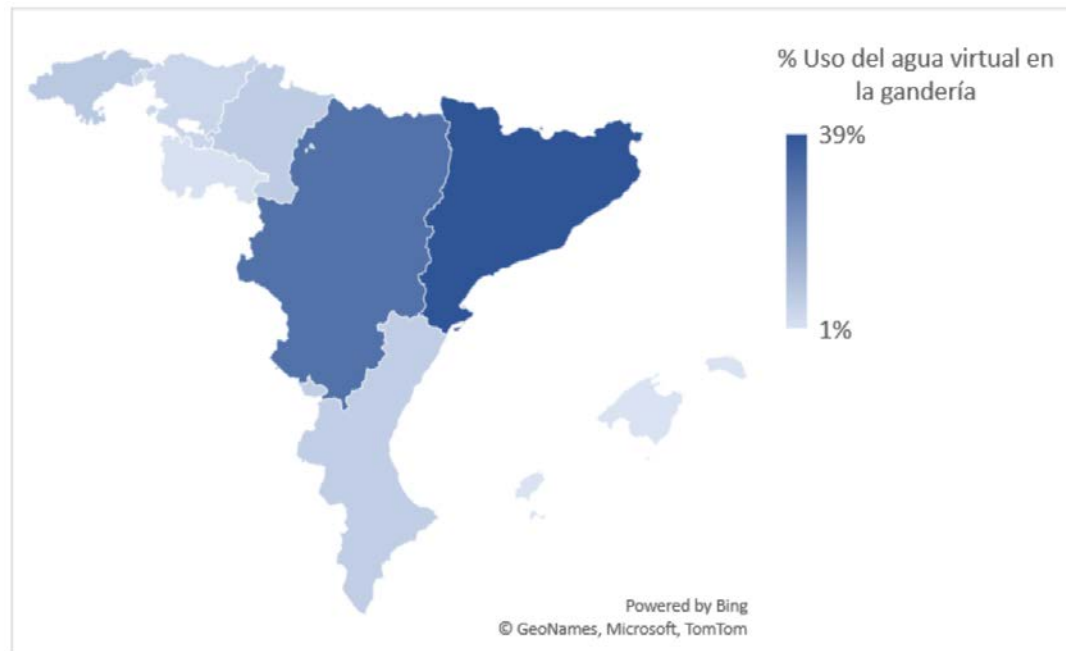 % Uso del agua virtual en
la gandería
39%
1%
Powered by Bing
© GeoNames, Microsoft, TomTom